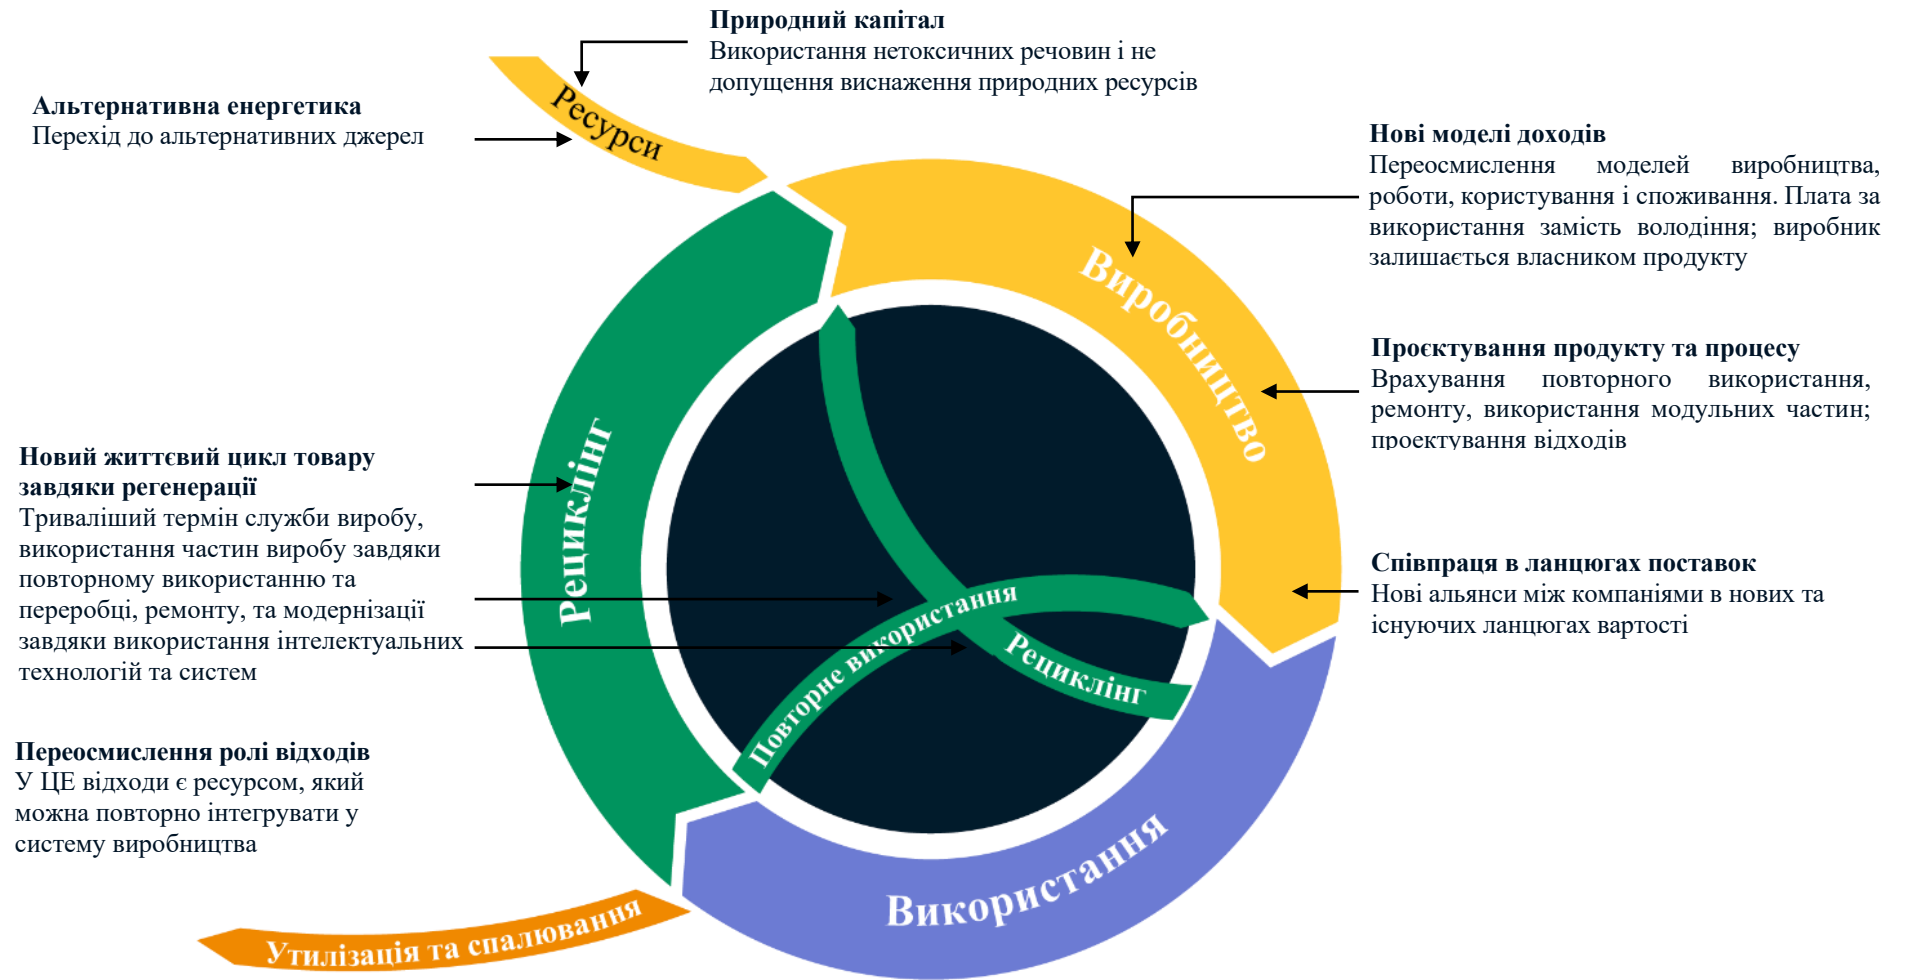 Природний капітал
Використання нетоксичних речовин і не
допущення виснаження природних ресурсів
Альтернативна енергетика
Перехід до альтернативних джерел
Ресурси
Нові моделі доходів
Переосмислення моделей виробництва,
роботи, користування і споживання. Плата за
використання замість володіння; виробник
залишається власником продукту
Виробництво
Проєктування продукту та процесу
Врахування повторного використання,
ремонту, використання модульних частин;
проектування відходів
Рециклінг
Новий життєвий цикл товару
завдяки регенерації
Триваліший термін служби виробу,
використання частин виробу завдяки
повторному використанню та
переробці, ремонту, та модернізації
завдяки використання інтелектуальних
технологій та систем
Співпраця в ланцюгах поставок
Нові альянси між компаніями в нових та
існуючих ланцюгах вартості
Повторне використання
Рециклінг
Переосмислення ролі відходів
У ЦЕ відходи є ресурсом, який
можна повторно інтегрувати у
систему виробництва
Використання
Утилізація та спалювання